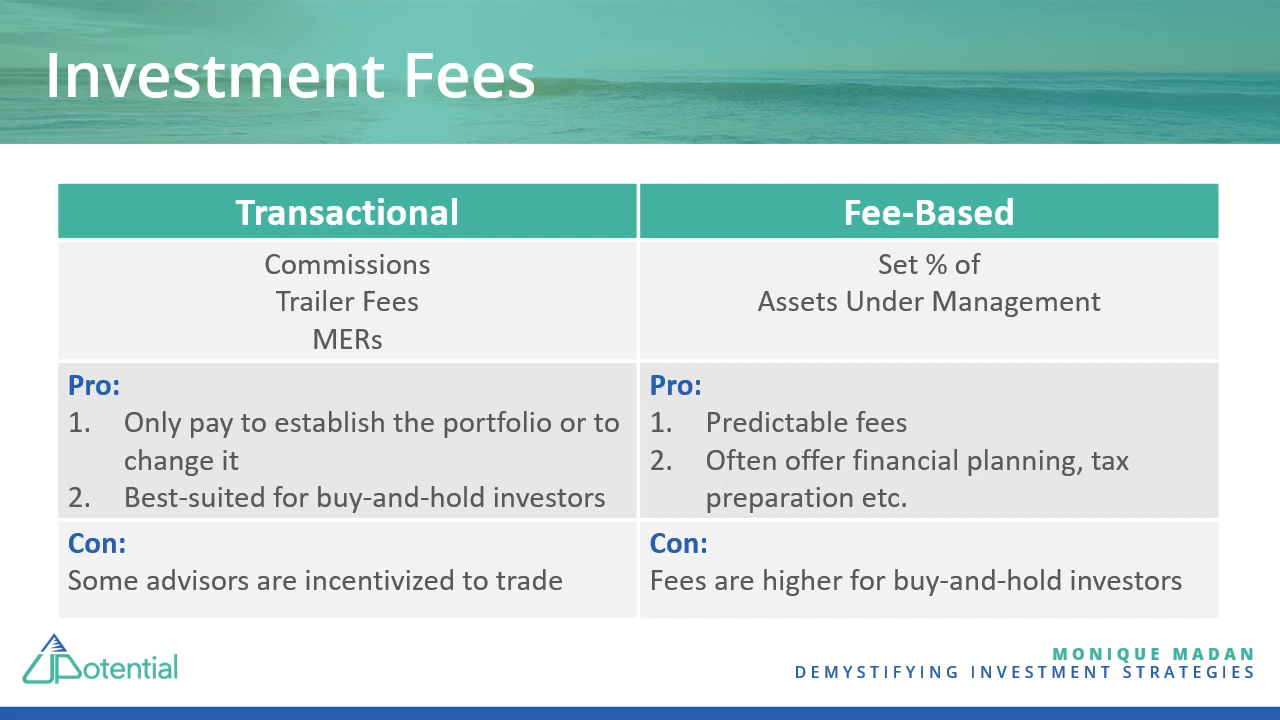 Investment Fees
Transactional
Fee-Based
Commissions
Trailer Fees
MERs
Set % of
Assets Under Management
Pro:
1. Only pay to establish the portfolio or to
change it
2. Best-suited for buy-and-hold investors
Pro:
1. Predictable fees
2. Often offer financial planning, tax
preparation etc.
Con:
Some advisors are incentivized to trade
Con:
Fees are higher for buy-and-hold investors
UPotential
MONIQUE MADAN
DEMYSTIFYING INVESTMENT STRATEGIES